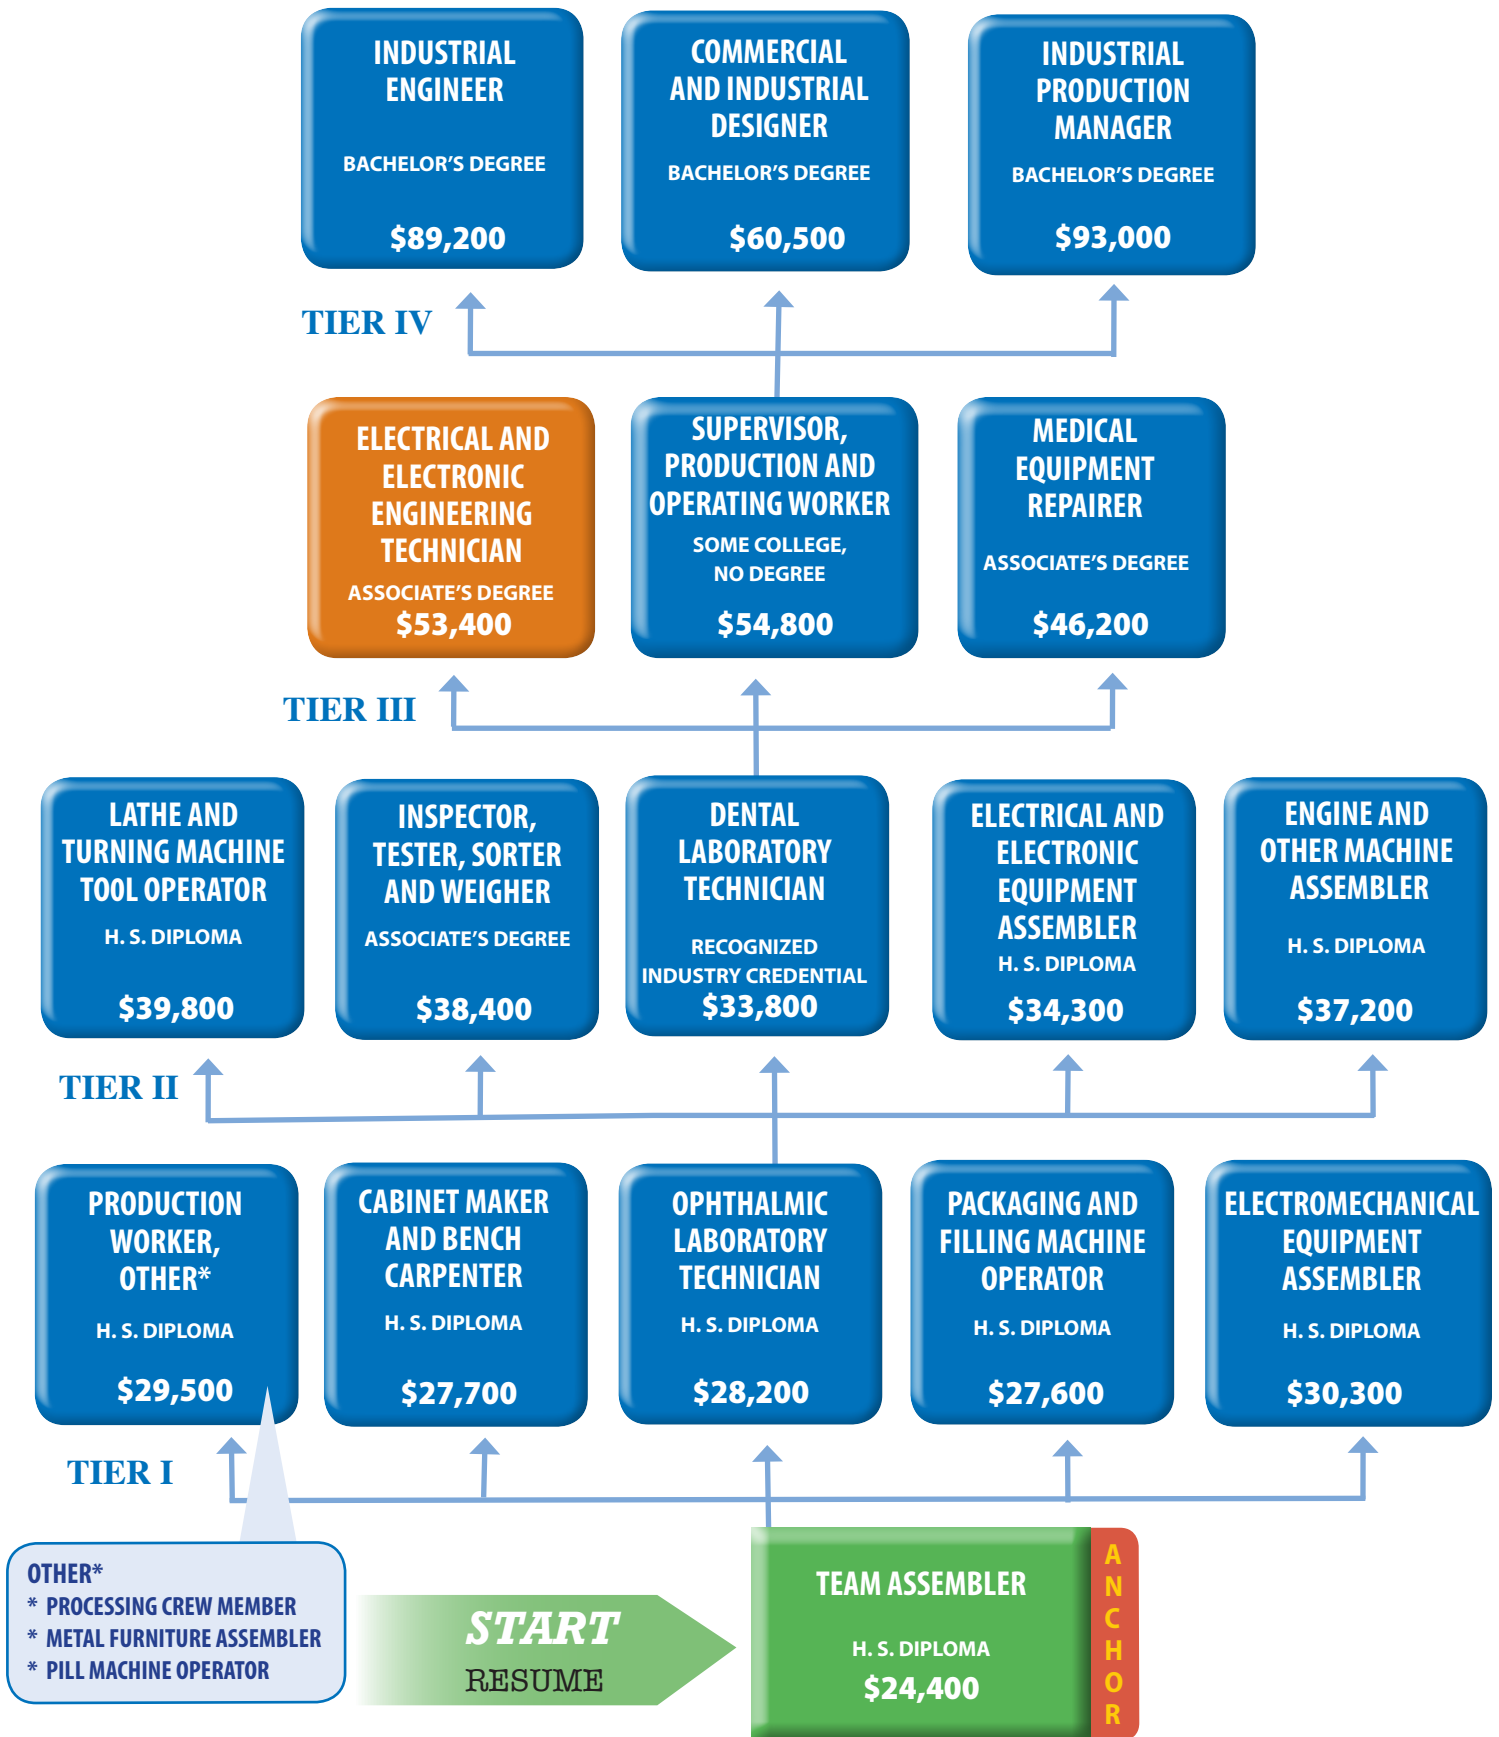 INDUSTRIAL
ENGINEER
BACHELOR'S DEGREE
$89,200
COMMERCIAL
AND INDUSTRIAL
DESIGNER
BACHELOR'S DEGREE
$60,500
INDUSTRIAL
PRODUCTION
MANAGER
BACHELOR'S DEGREE
$93,000
TIER IV
ELECTRICAL AND
ELECTRONIC
ENGINEERING
TECHNICIAN
ASSOCIATE'S DEGREE
$53,400
SUPERVISOR,
PRODUCTION AND
OPERATING WORKER
SOME COLLEGE,
NO DEGREE
$54,800
MEDICAL
EQUIPMENT
REPAIRER
ASSOCIATE'S DEGREE
$46,200
TIER III
LATHE AND
TURNING MACHINE
TOOL OPERATOR
H. S. DIPLOMA
$39,800
INSPECTOR,
TESTER, SORTER
AND WEIGHER
ASSOCIATE'S DEGREE
$38,400
DENTAL
LABORATORY
TECHNICIAN
RECOGNIZED
INDUSTRY CREDENTIAL
$33,800
ELECTRICAL AND
ELECTRONIC
EQUIPMENT
ASSEMBLER
H. S. DIPLOMA
$34,300
ENGINE AND
OTHER MACHINE
ASSEMBLER
H. S. DIPLOMA
$37,200
TIER II
PRODUCTION
WORKER,
OTHER*
H. S. DIPLOMA
$29,500
CABINET MAKER
AND BENCH
CARPENTER
H. S. DIPLOMA
$27,700
OPHTHALMIC
LABORATORY
TECHNICIAN
H. S. DIPLOMA
$28,200
PACKAGING AND
FILLING MACHINE
OPERATOR
H. S. DIPLOMA
$27,600
ELECTROMECHANICAL
EQUIPMENT
ASSEMBLER
H. S. DIPLOMA
$30,300
TIER I
OTHER*
* PROCESSING CREW MEMBER
* METAL FURNITURE ASSEMBLER
* PILL MACHINE OPERATOR
START
RESUME
TEAM ASSEMBLER
H. S. DIPLOMA
$24,400
ANCHOR